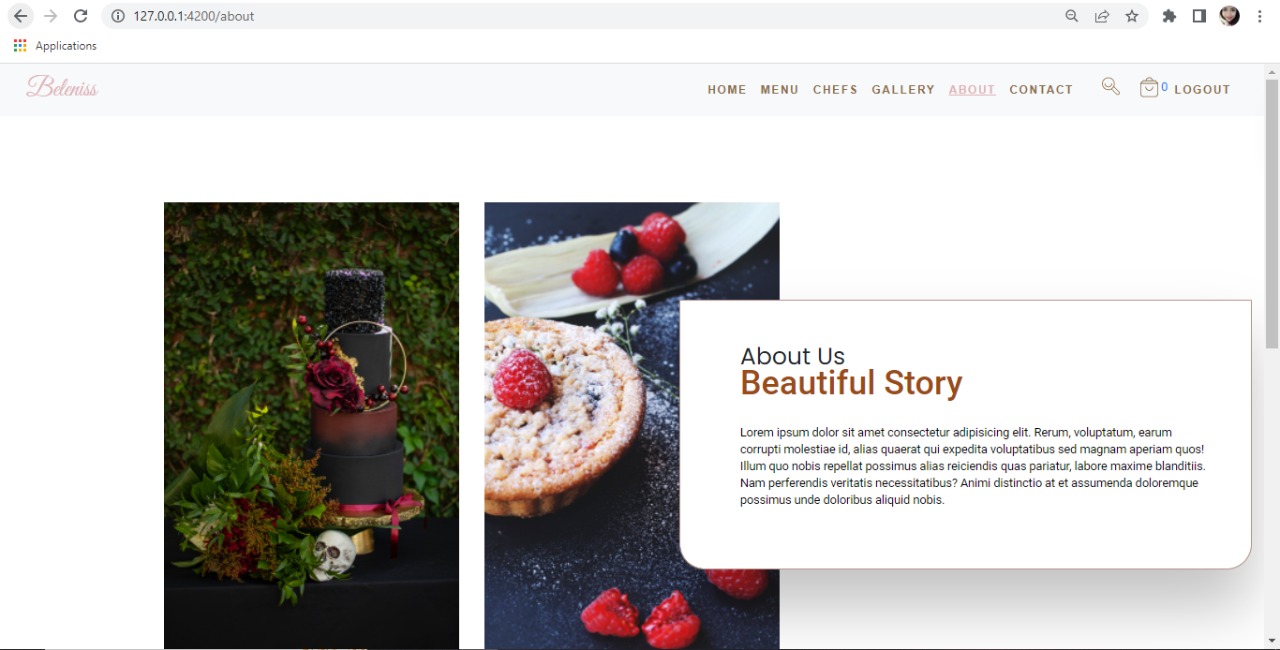 127.0.0.1:4200/about
Applications
Beleniss
HOME MENU CHEFS GALLERY ABOUT CONTACT 0 LOGOUT
About Us
Beautiful Story
Lorem ipsum dolor sit amet consectetur adipisicing elit. Rerum, voluptatum, earum
corrupti molestiae id, alias quaerat qui expedita voluptatibus sed magnam aperiam quos!
Illum quo nobis repellat possimus alias reiciendis quas pariatur, labore maxime blanditiis.
Nam perferendis veritatis necessitatibus? Animi distinctio at et assumenda doloremque
possimus unde doloribus aliquid nobis.